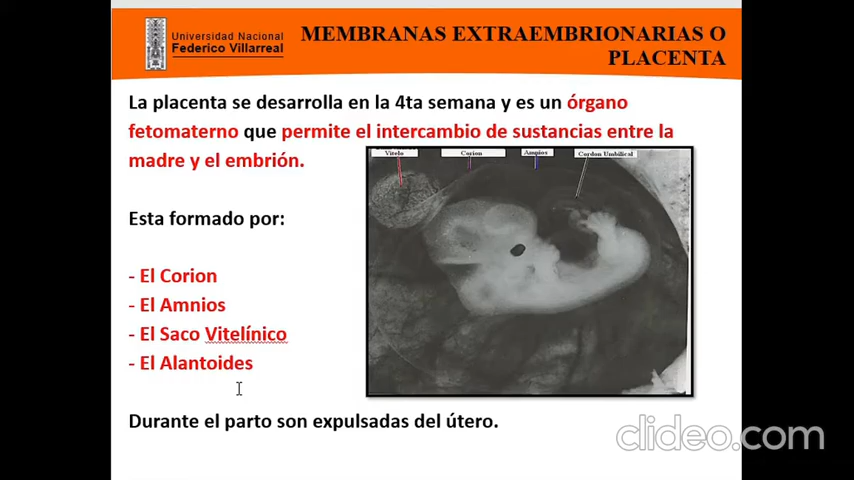 Universidad Nacional
Federico Villarreal
MEMBRANAS EXTRAEMBRIONARIAS O
PLACENTA
La placenta se desarrolla en la 4ta semana y es un órgano
fetomaterno que permite el intercambio de sustancias entre la
madre y el embrión.
Vitelo
Corion
Amnios
Cordon Umbilical
Esta formado por:
- El Corion
- El Amnios
- El Saco Vitelínico
- El Alantoides
Durante el parto son expulsadas del útero.
clideo.com